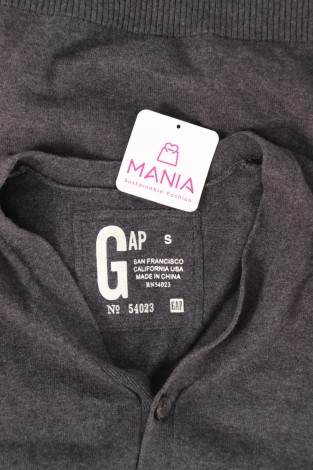 MANIA
Sustainable Fashion
GAP S
SAN FRANCISCO
CALIFORNIA USA
MADE IN CHINA
RN54023
Nº 54023 GAP